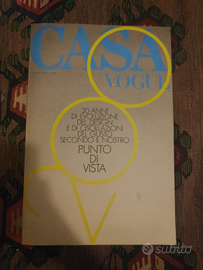 CASA
VOGUE
20 ANNI
DI EVOLUZIONE
DEL DESIGN
E DI OSCILLAZIONI
DEL GUSTO
SECONDO IL NOSTRO
PUNTO
DI
VISTA
subito